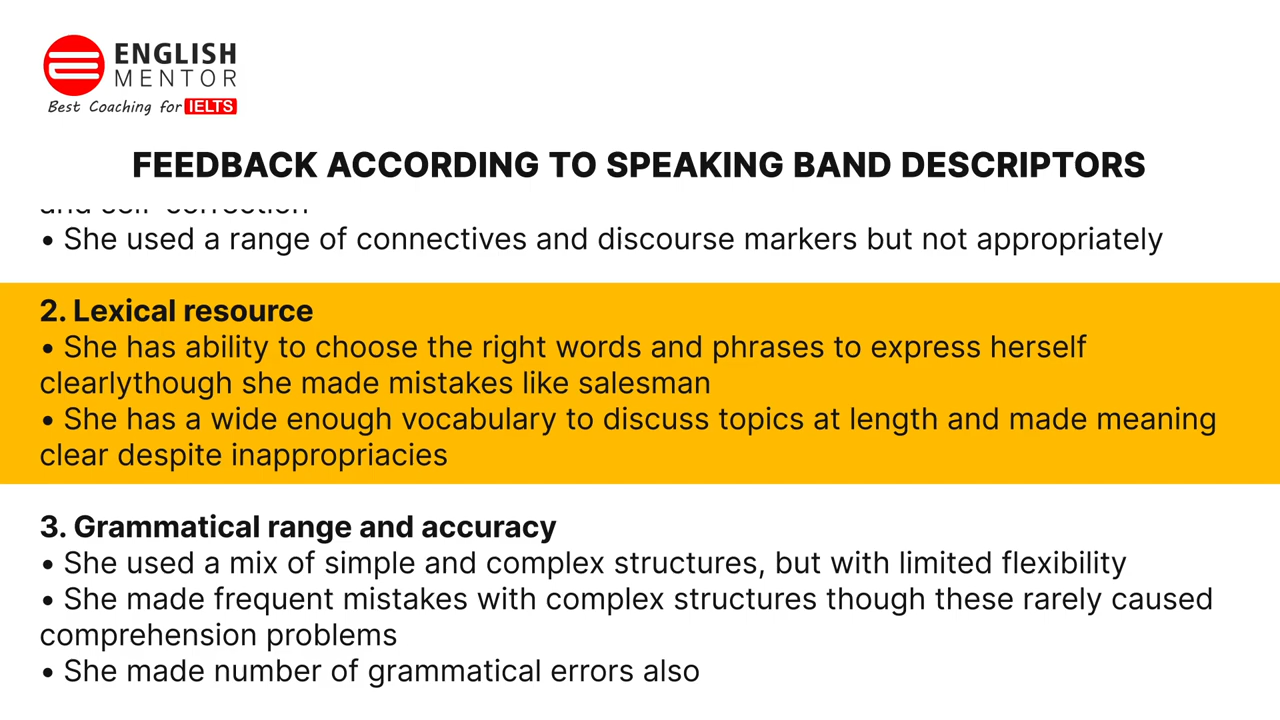 ENGLISH
MENTOR
Best Coaching for IELTS
FEEDBACK ACCORDING TO SPEAKING BAND DESCRIPTORS
and self-correction
• She used a range of connectives and discourse markers but not appropriately
2. Lexical resource
• She has ability to choose the right words and phrases to express herself
clearlythough she made mistakes like salesman
• She has a wide enough vocabulary to discuss topics at length and made meaning
clear despite inappropriacies
3. Grammatical range and accuracy
• She used a mix of simple and complex structures, but with limited flexibility
• She made frequent mistakes with complex structures though these rarely caused
comprehension problems
• She made number of grammatical errors also